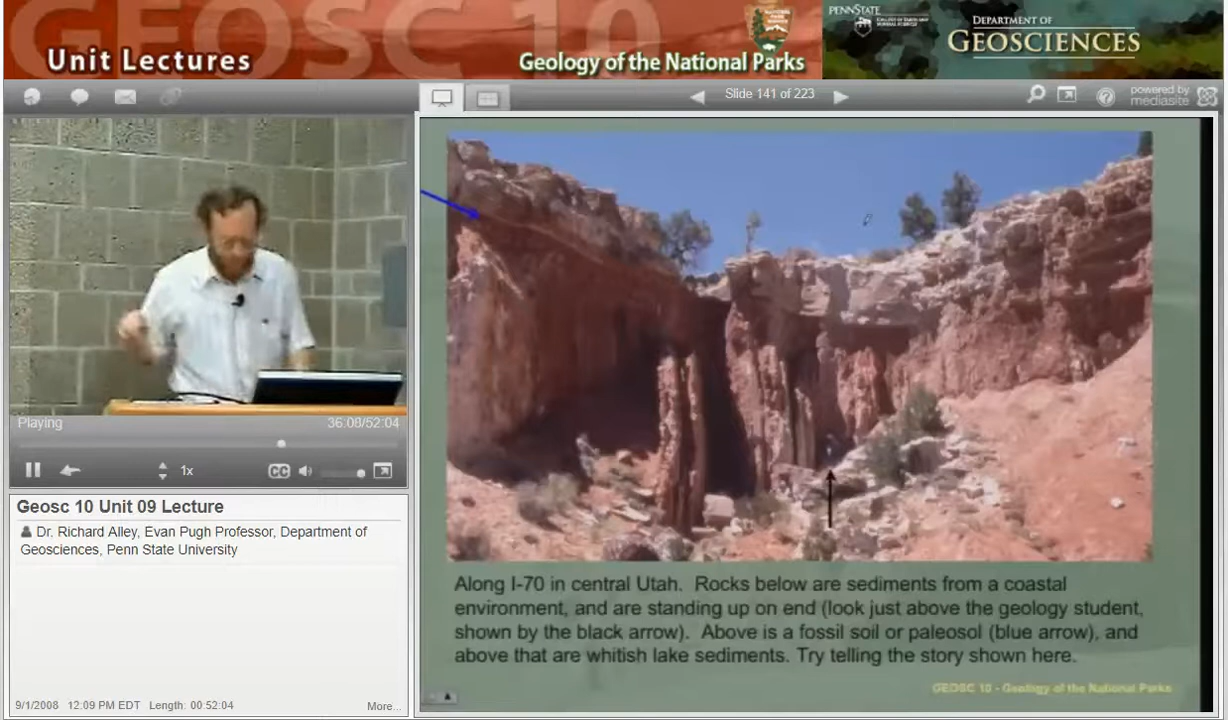 GEOSC 10
Unit Lectures
Geology of the National Parks
PENNSTATE
DEPARTMENT OF
GEOSCIENCES
Slide 141 of 223
powered by
mediasite
Playing
36:08/52:04
1x
CC
Geosc 10 Unit 09 Lecture
Dr. Richard Alley, Evan Pugh Professor, Department of
Geosciences, Penn State University
9/1/2008 12:09 PM EDT Length: 00:52:04
More...
Along I-70 in central Utah. Rocks below are sediments from a coastal
environment, and are standing up on end (look just above the geology student,
shown by the black arrow). Above is a fossil soil or paleosol (blue arrow), and
above that are whitish lake sediments. Try telling the story shown here.
GEOSC 10 - Geology of the National Parks